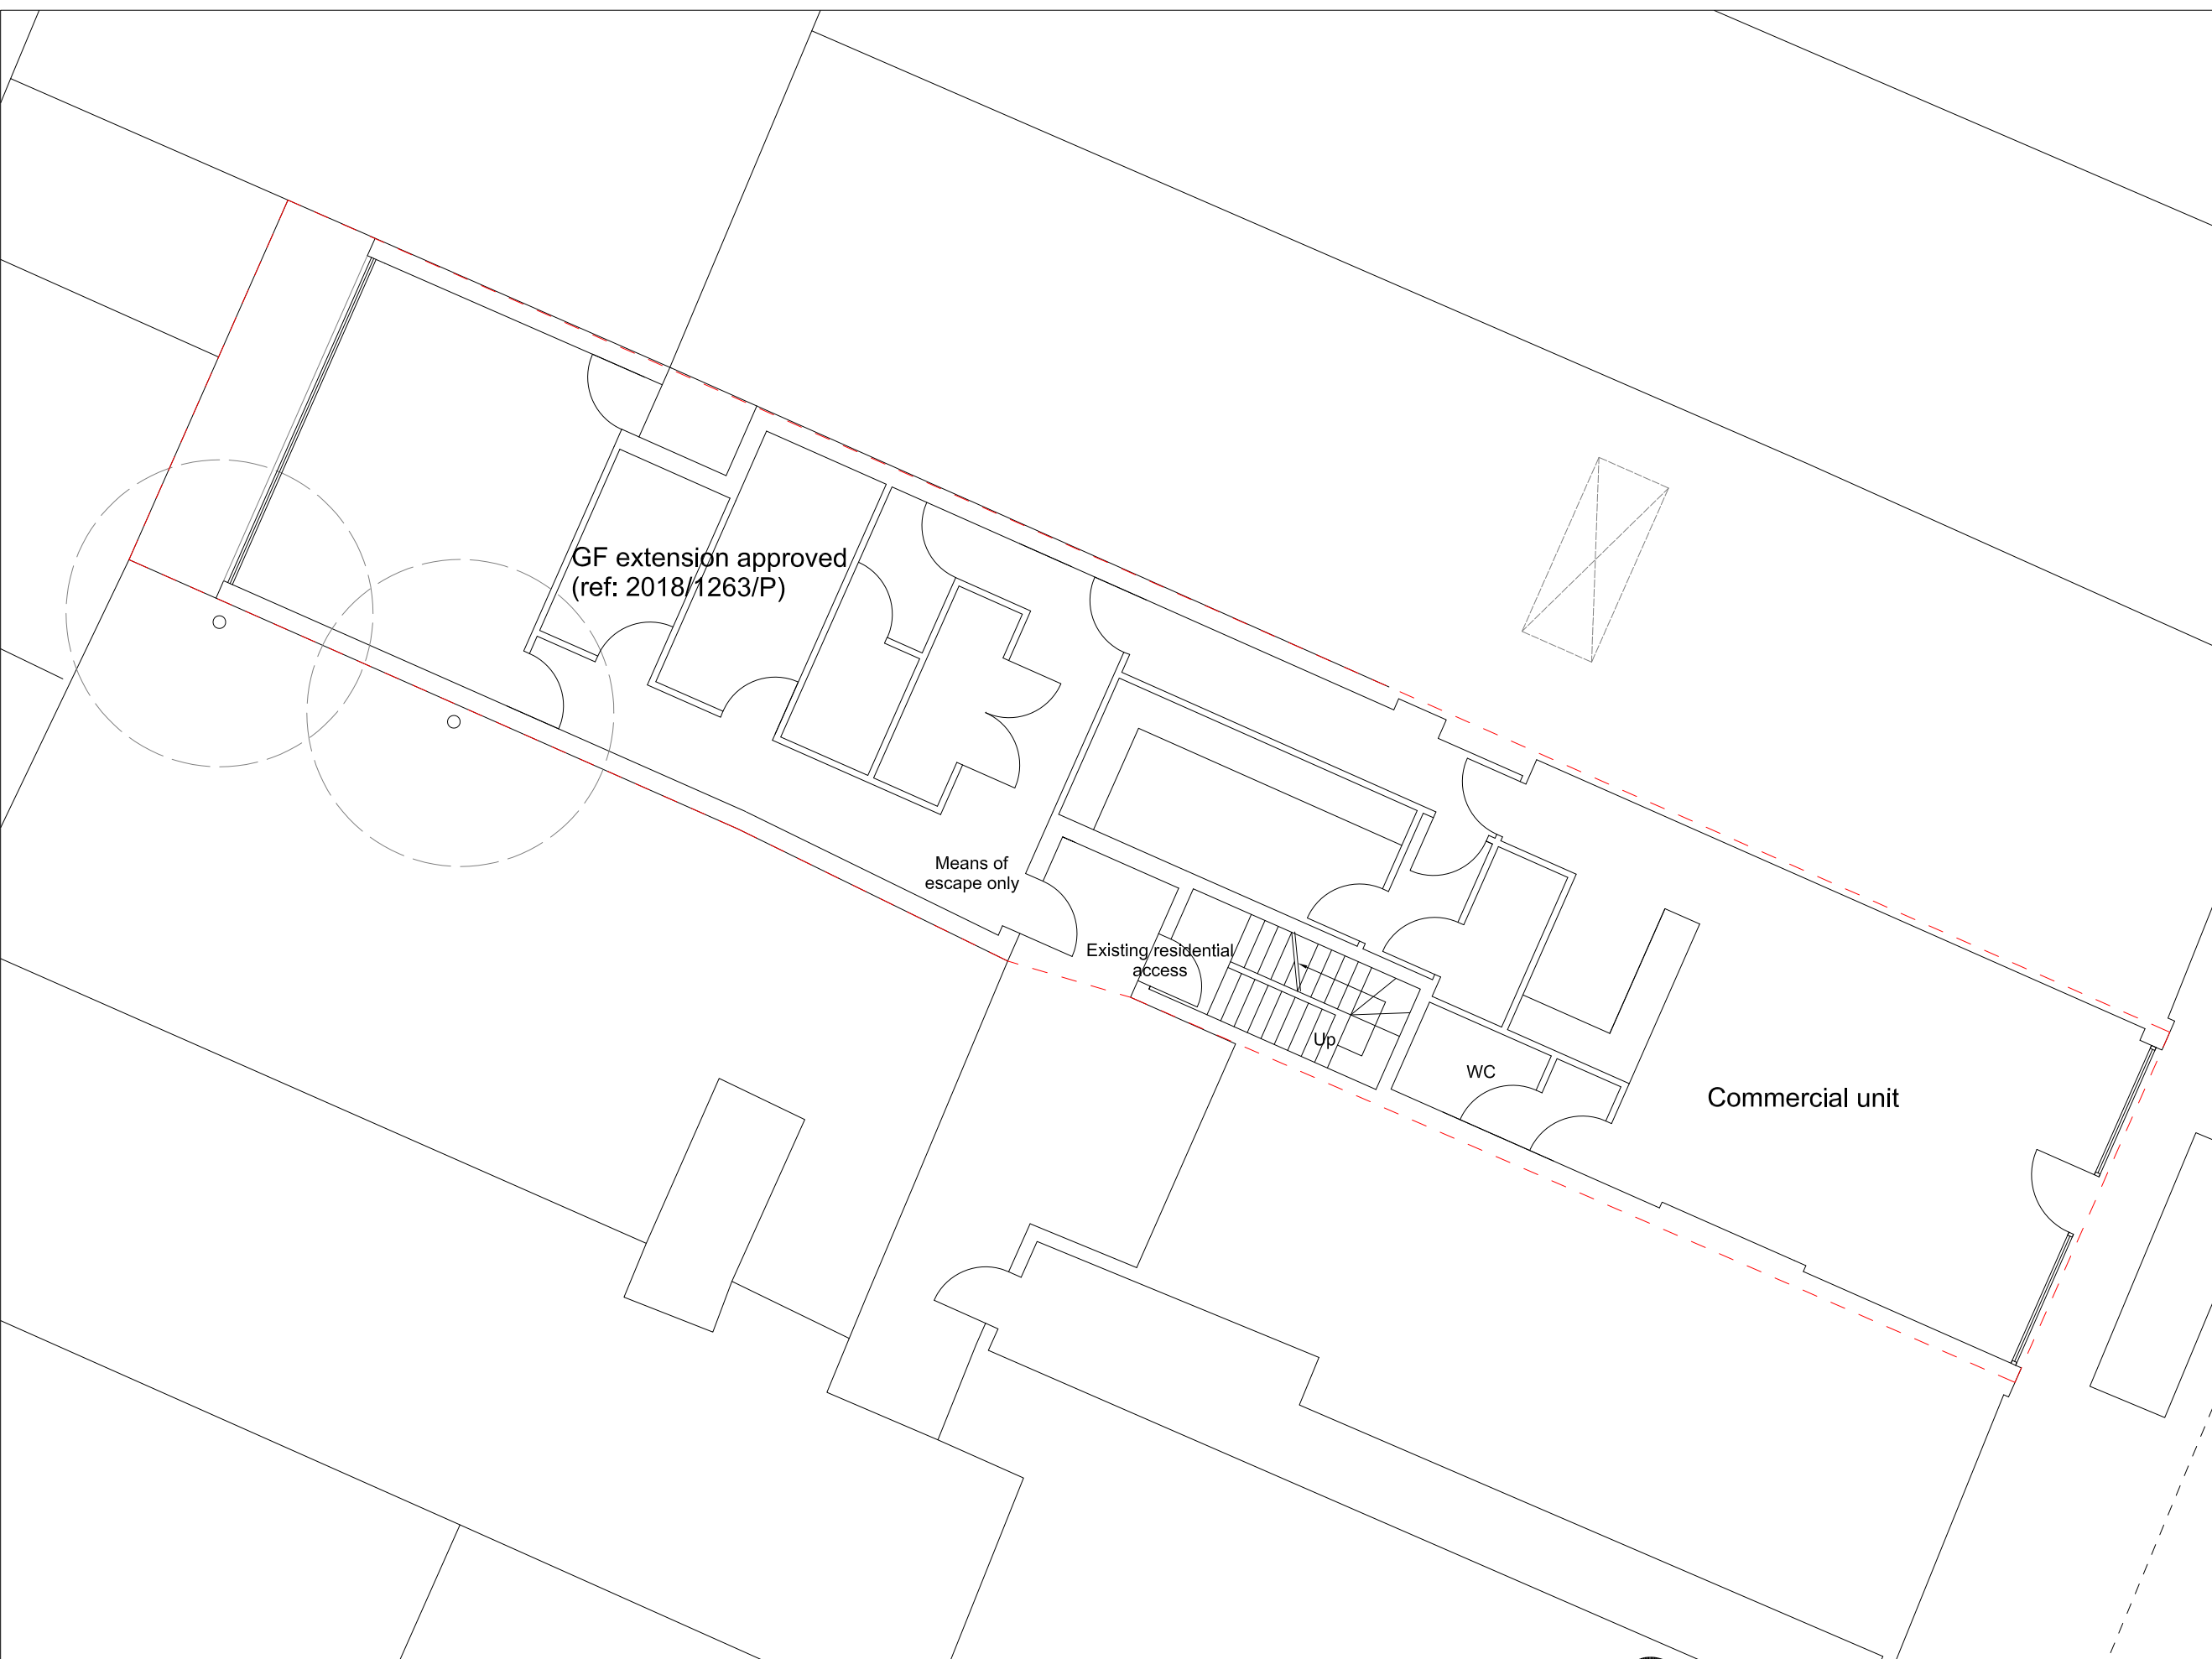 GF extension approved
(ref: 2018/1263/P)
Means of
escape only
Existing residential
access
Up
WC
Commercial unit